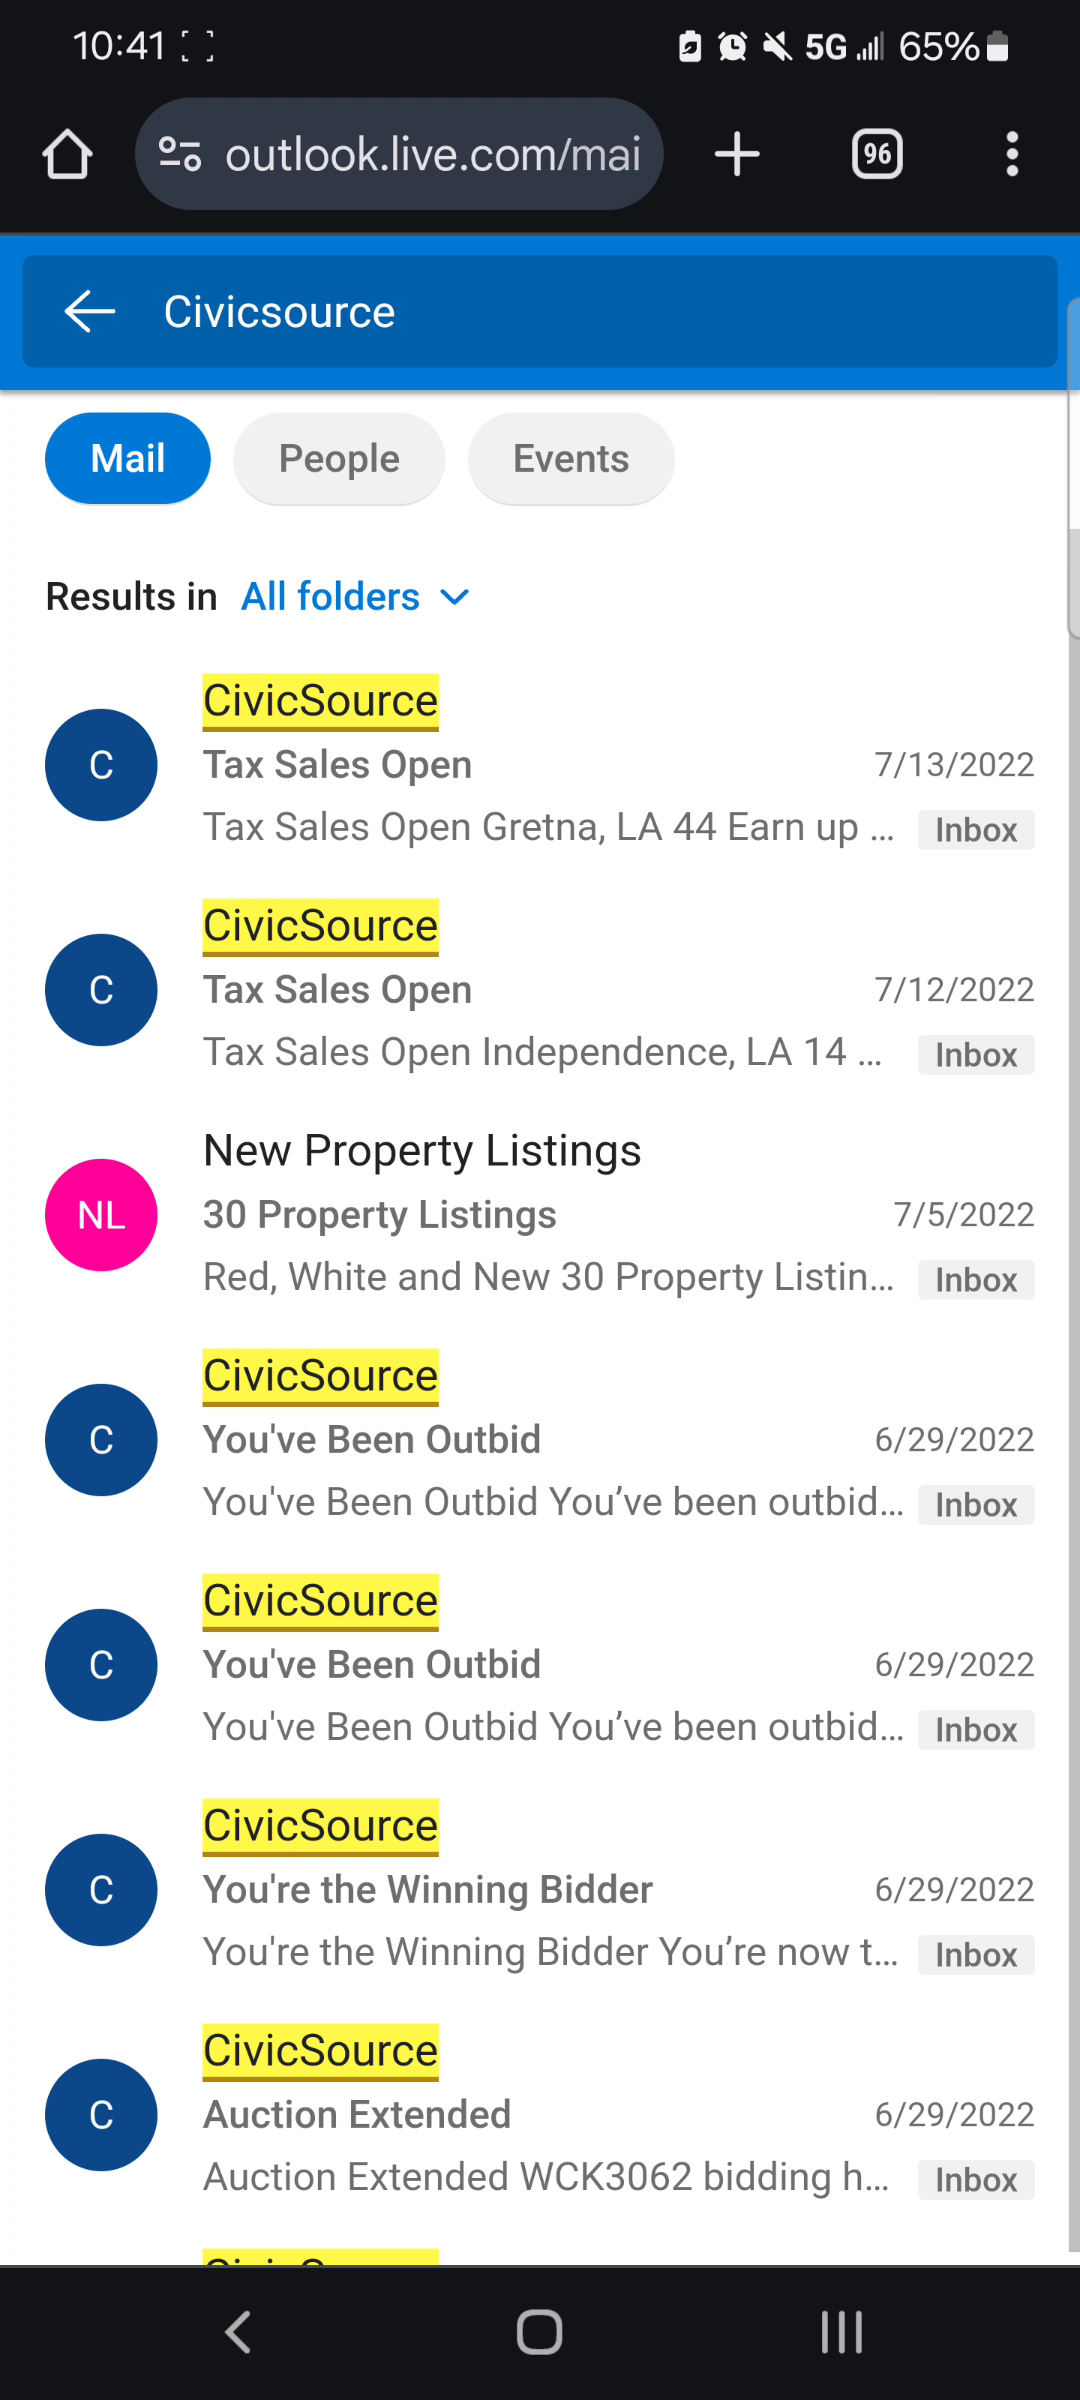 10:41 5G 65%
outlook.live.com/mai 96
Civicsource
Mail People Events
Results in All folders
C
CivicSource
Tax Sales Open 7/13/2022
Tax Sales Open Gretna, LA 44 Earn up ... Inbox
C
CivicSource
Tax Sales Open 7/12/2022
Tax Sales Open Independence, LA 14 ... Inbox
NL
New Property Listings
30 Property Listings 7/5/2022
Red, White and New 30 Property Listin... Inbox
C
CivicSource
You've Been Outbid 6/29/2022
You've Been Outbid You’ve been outbid... Inbox
C
CivicSource
You've Been Outbid 6/29/2022
You've Been Outbid You’ve been outbid... Inbox
C
CivicSource
You're the Winning Bidder 6/29/2022
You're the Winning Bidder You’re now t... Inbox
C
CivicSource
Auction Extended 6/29/2022
Auction Extended WCK3062 bidding h... Inbox